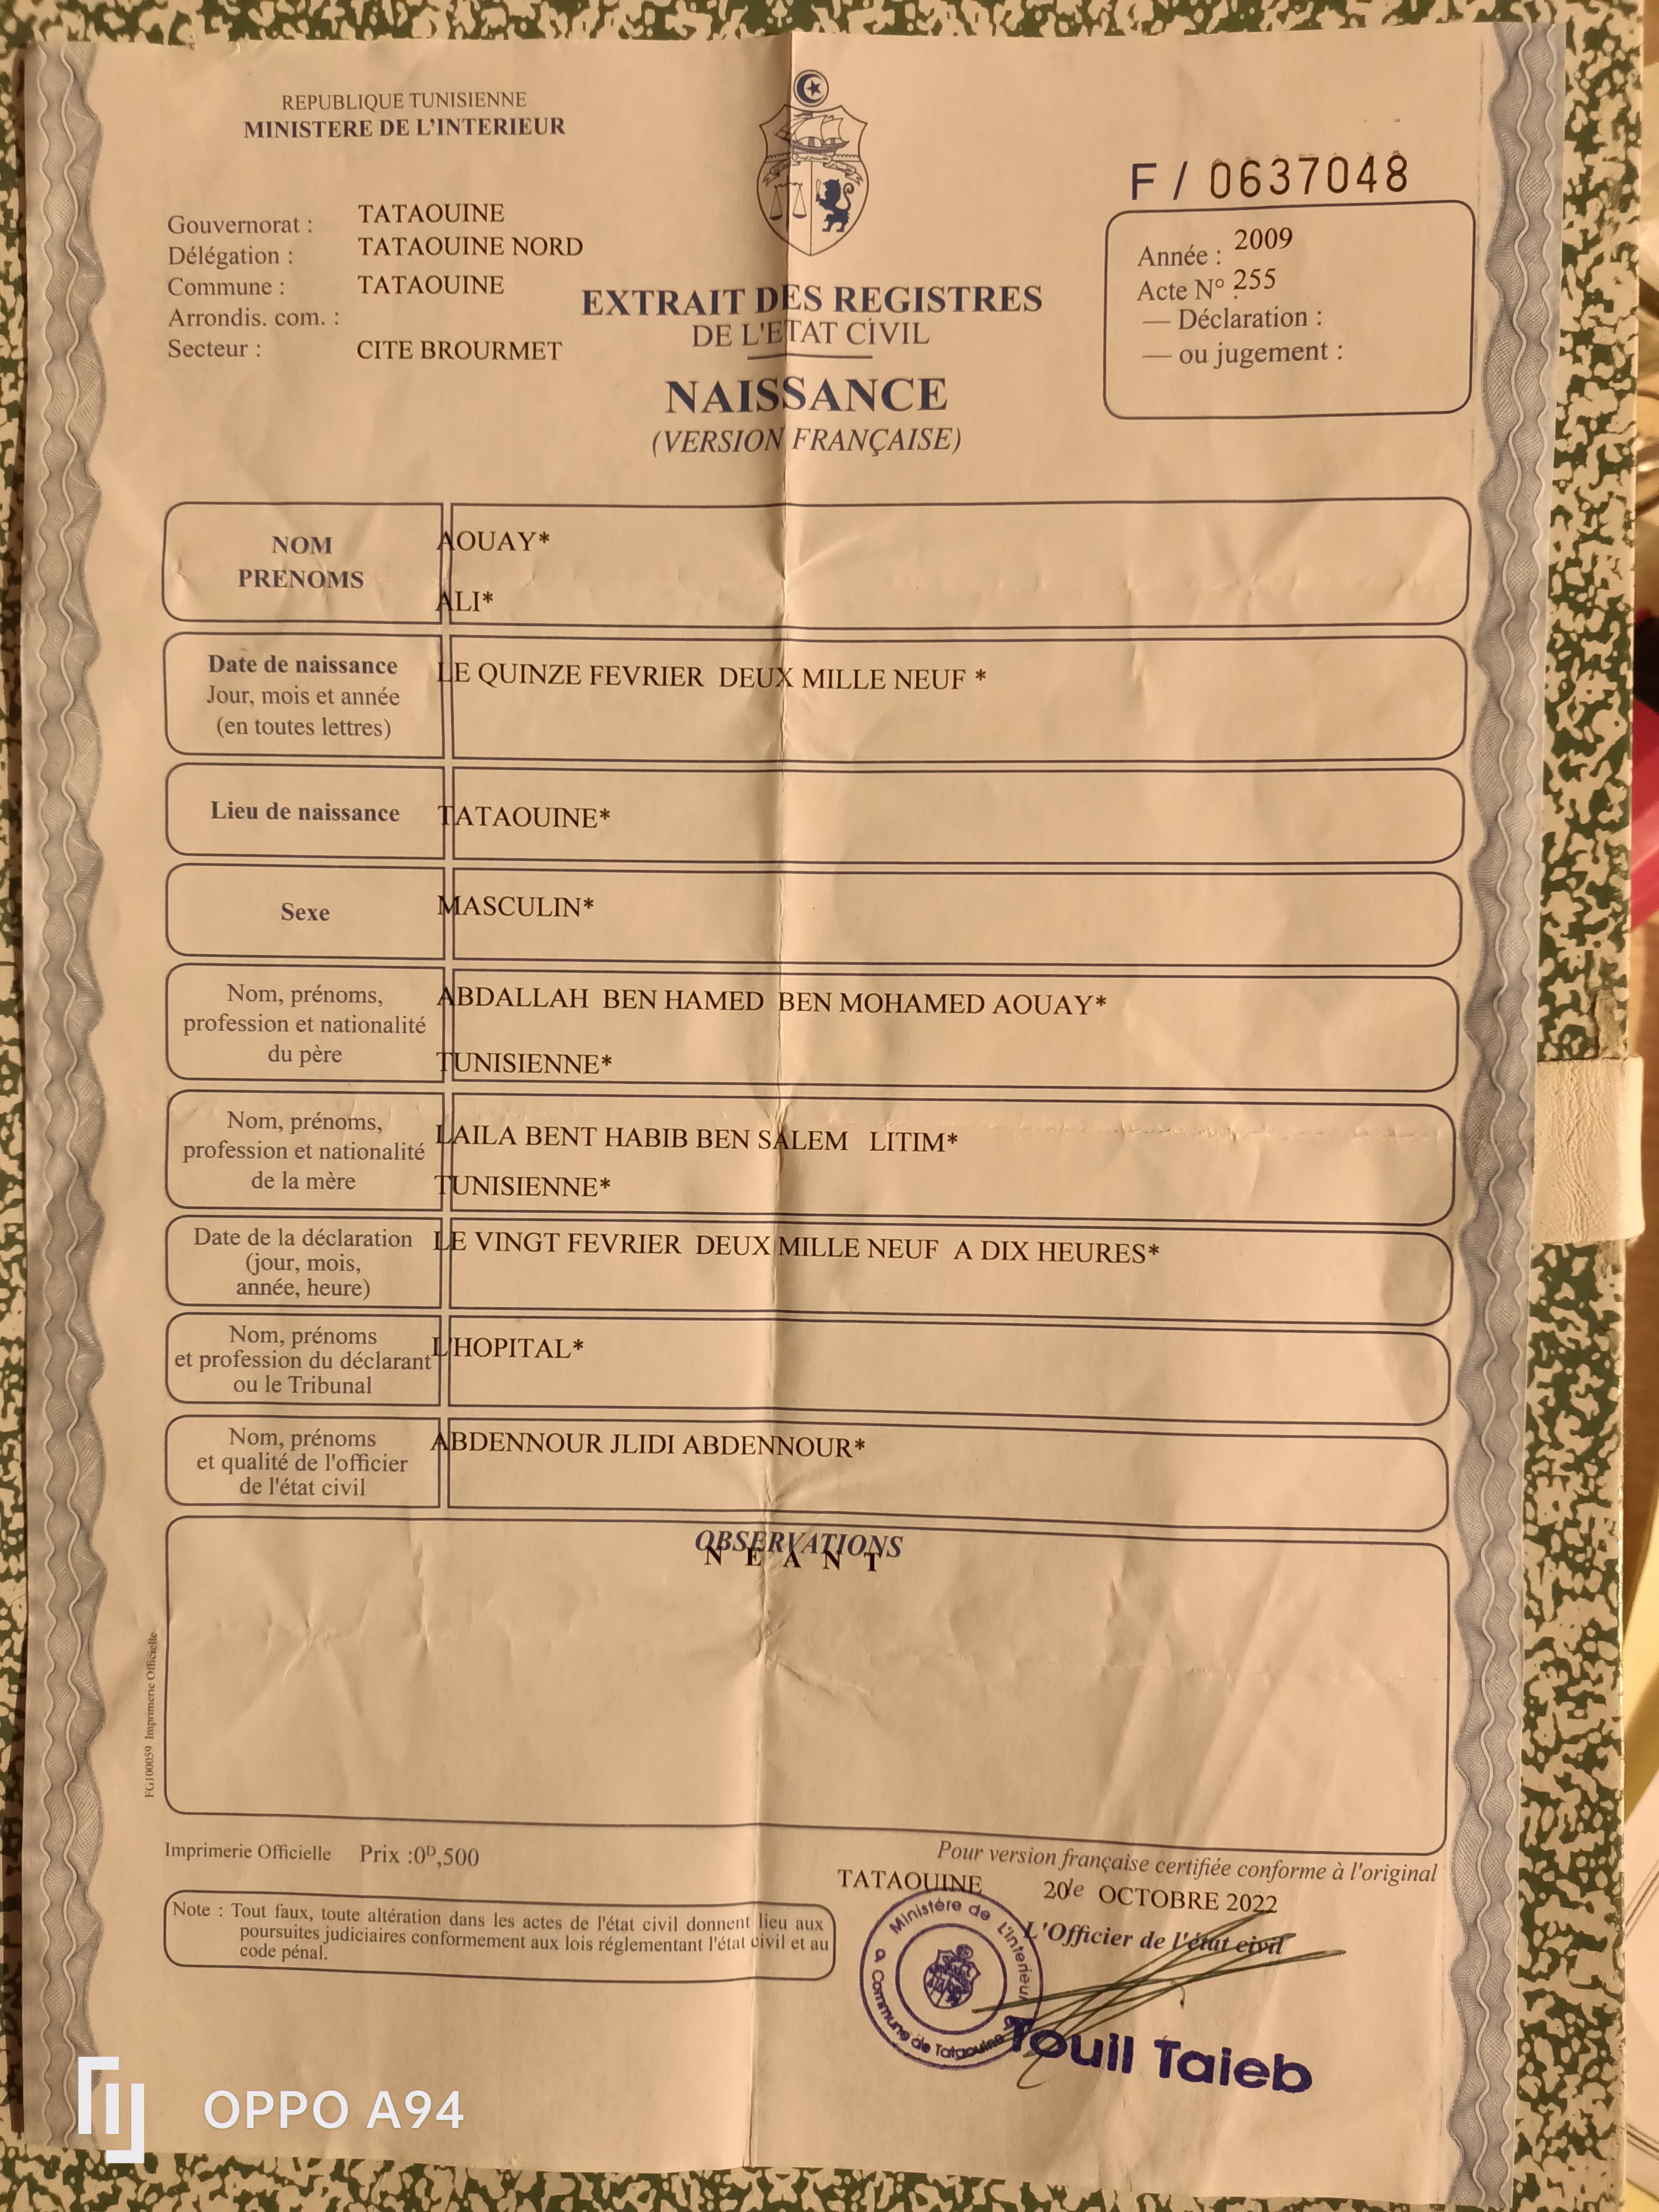 REPUBLIQUE TUNISIENNE
MINISTERE DE L'INTERIEUR
F / 0637048
Gouvernorat : TATAOUINE
Délégation : TATAOUINE NORD
Commune : TATAOUINE
Arrondis. com. :
Secteur : CITE BROURMET
EXTRAIT DES REGISTRES
DE L'ETAT CIVIL
NAISSANCE
(VERSION FRANÇAISE)
Année : 2009
Acte N° : 255
— Déclaration :
— ou jugement :
NOM
PRENOMS
AOUAY*
ALI*
Date de naissance
Jour, mois et année
(en toutes lettres)
LE QUINZE FEVRIER DEUX MILLE NEUF *
Lieu de naissance
TATAOUINE*
Sexe
MASCULIN*
Nom, prénoms,
profession et nationalité
du père
ABDALLAH BEN HAMED BEN MOHAMED AOUAY*
TUNISIENNE*
Nom, prénoms,
profession et nationalité
de la mère
LAILA BENT HABIB BEN SALEM LITIM*
TUNISIENNE*
Date de la déclaration
(jour, mois,
année, heure)
LE VINGT FEVRIER DEUX MILLE NEUF A DIX HEURES*
Nom, prénoms
et profession du déclarant
ou le Tribunal
L'HOPITAL*
Nom, prénoms
et qualité de l'officier
de l'état civil
ABDENNOUR JLIDI ABDENNOUR*
OBSERVATIONS
N E A N T
FG100059 Imprimerie Officielle
Imprimerie Officielle Prix :0ᴰ,500
Note : Tout faux, toute altération dans les actes de l'état civil donnent lieu aux
poursuites judiciaires conformement aux lois réglementant l'état civil et au
code pénal.
Pour version française certifiée conforme à l'original
TATAOUINE 20 le OCTOBRE 2022
L'Officier de l'état civil
Ministère de L'Interieur
Commune de Tataouine
Touil Taieb
OPPO A94